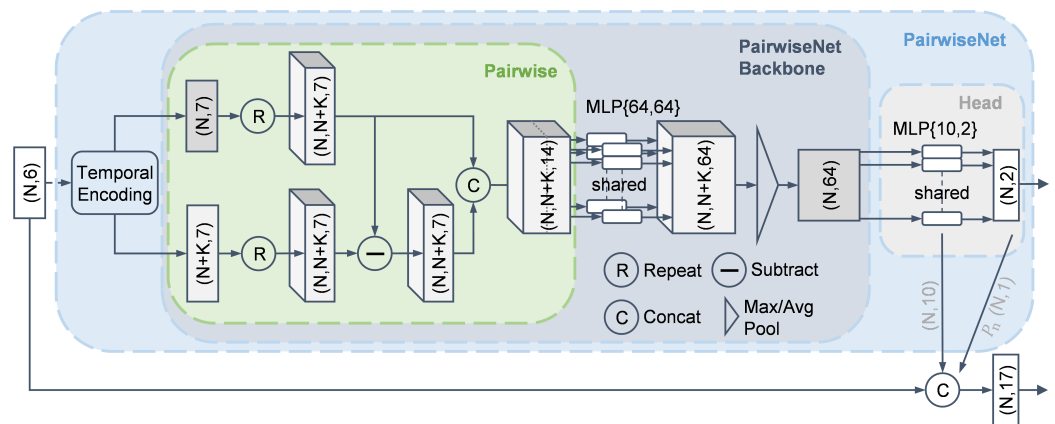 PairwiseNet
PairwiseNet
Backbone
Pairwise
Head
(N,6)
Temporal
Encoding
(N,7)
R
(N,N+K,7)
(N+K,7)
R
(N,N+K,7)
(N,N+K,7)
C
(N,N+K,14)
MLP{64,64}
shared
(N,N+K,64)
(N,64)
MLP{10,2}
shared
(N,2)
R Repeat
Subtract
C Concat
Max/Avg
Pool
(N,10)
Pn (N,1)
C
(N,17)